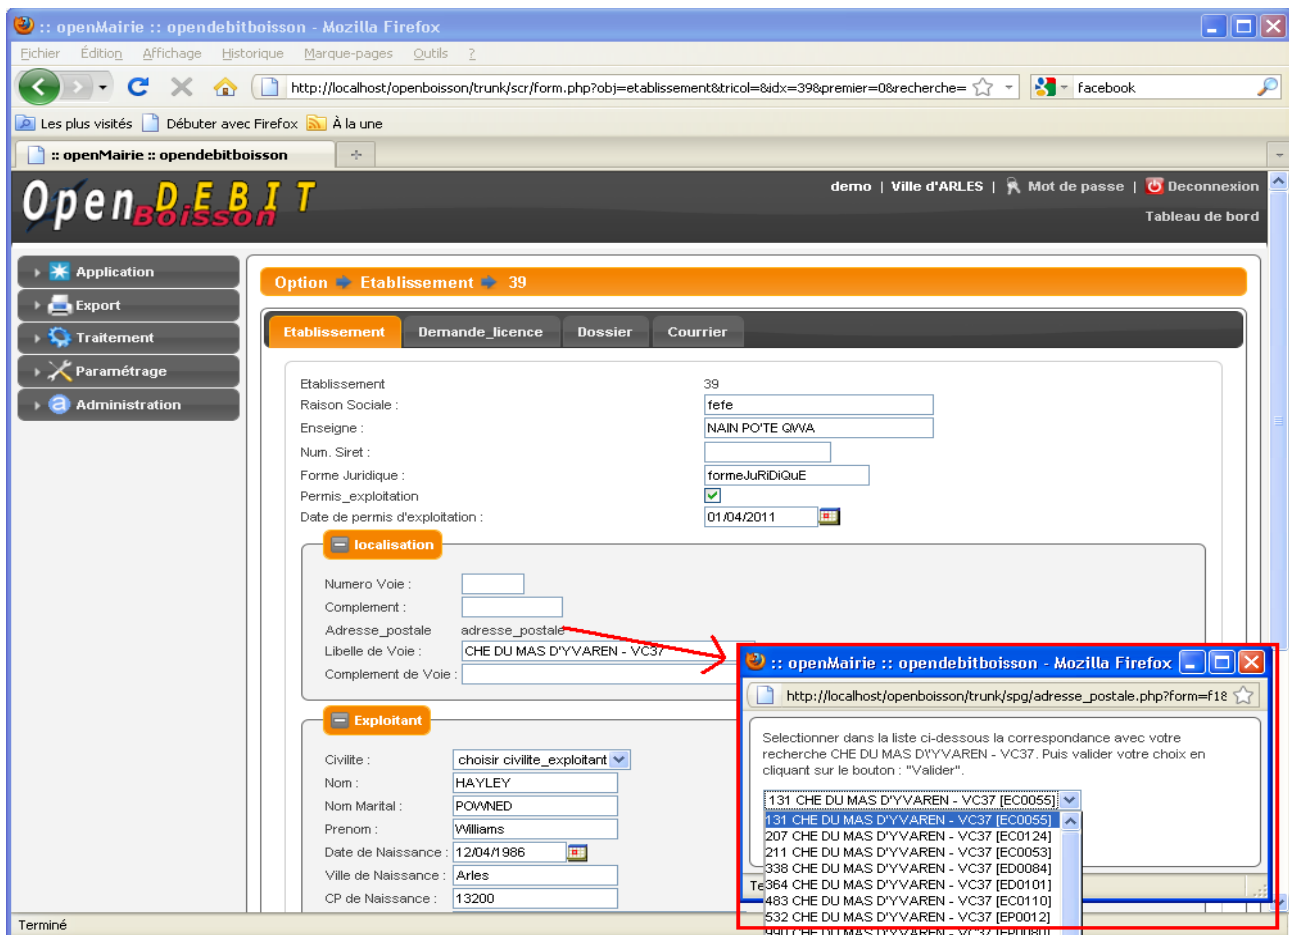 :: openMairie :: opendebitboisson - Mozilla Firefox
Fichier Édition Affichage Historique Marque-pages Outils ?
http://localhost/openboisson/trunk/scr/form.php?obj=etablissement&tricol=&idx=39&premier=0&recherche= facebook
Les plus visités Débuter avec Firefox À la une
:: openMairie :: opendebitboisson
Open DEBIT Boisson
demo | Ville d'ARLES | Mot de passe | Deconnexion
Tableau de bord
Application
Export
Traitement
Paramétrage
Administration
Option Etablissement 39
Etablissement Demande_licence Dossier Courrier
Etablissement 39
Raison Sociale : fefe
Enseigne : NAIN PO'TE QWA
Num. Siret :
Forme Juridique : formeJuRiDiQuE
Permis_exploitation
Date de permis d'exploitation : 01/04/2011
localisation
Numero Voie :
Complement :
Adresse_postale adresse_postale
Libelle de Voie : CHE DU MAS D'YVAREN - VC37
Complement de Voie :
Exploitant
Civilite : choisir civilite_exploitant
Nom : HAYLEY
Nom Marital : POWNED
Prenom : Williams
Date de Naissance : 12/04/1986
Ville de Naissance : Arles
CP de Naissance : 13200
:: openMairie :: opendebitboisson - Mozilla Firefox
http://localhost/openboisson/trunk/spg/adresse_postale.php?form=f18
Selectionner dans la liste ci-dessous la correspondance avec votre
recherche CHE DU MAS D\'YVAREN - VC37. Puis valider votre choix en
cliquant sur le bouton : "Valider".
131 CHE DU MAS D'YVAREN - VC37 [EC0055]
131 CHE DU MAS D'YVAREN - VC37 [EC0055]
207 CHE DU MAS D'YVAREN - VC37 [EC0124]
211 CHE DU MAS D'YVAREN - VC37 [EC0053]
338 CHE DU MAS D'YVAREN - VC37 [ED0084]
364 CHE DU MAS D'YVAREN - VC37 [ED0101]
483 CHE DU MAS D'YVAREN - VC37 [EC0110]
532 CHE DU MAS D'YVAREN - VC37 [EP0012]
990 CHE DU MAS D'YVAREN - VC37 [EP0080]
Te
Terminé